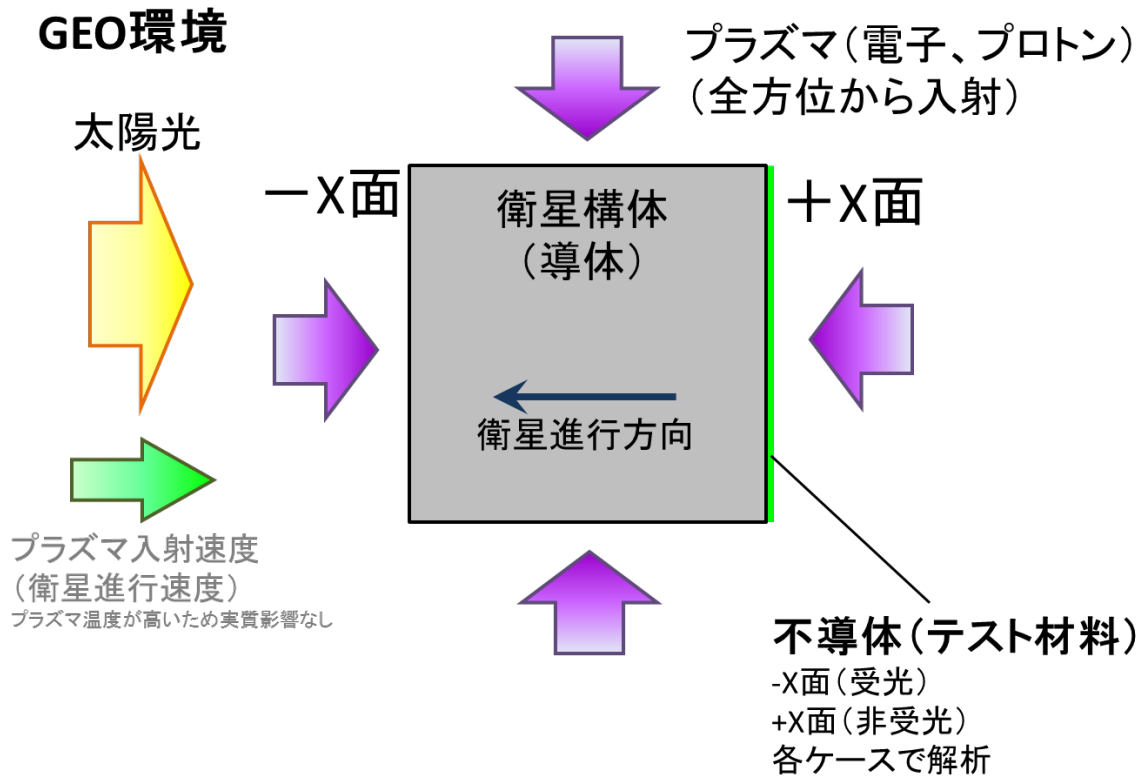 GEO環境
プラズマ(電子、プロトン)
(全方位から入射)
太陽光
－X面
衛星構体
(導体)
＋X面
衛星進行方向
プラズマ入射速度
(衛星進行速度)
プラズマ温度が高いため実質影響なし
不導体(テスト材料)
-X面(受光)
+X面(非受光)
各ケースで解析